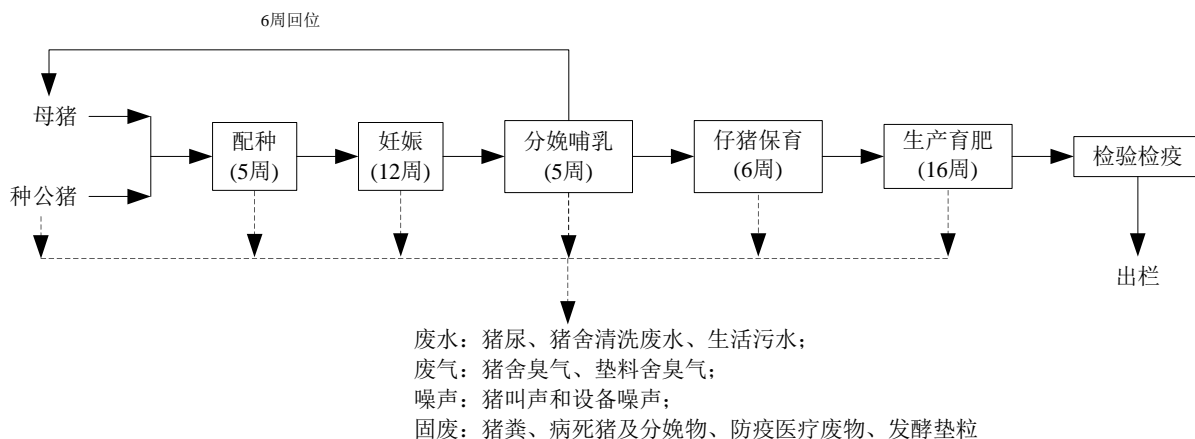 6周回位
母猪
种公猪
配种
(5周)
妊娠
(12周)
分娩哺乳
(5周)
仔猪保育
(6周)
生产育肥
(16周)
检验检疫
出栏
废水：猪尿、猪舍清洗废水、生活污水；
废气：猪舍臭气、垫料舍臭气；
噪声：猪叫声和设备噪声；
固废：猪粪、病死猪及分娩物、防疫医疗废物、发酵垫粒